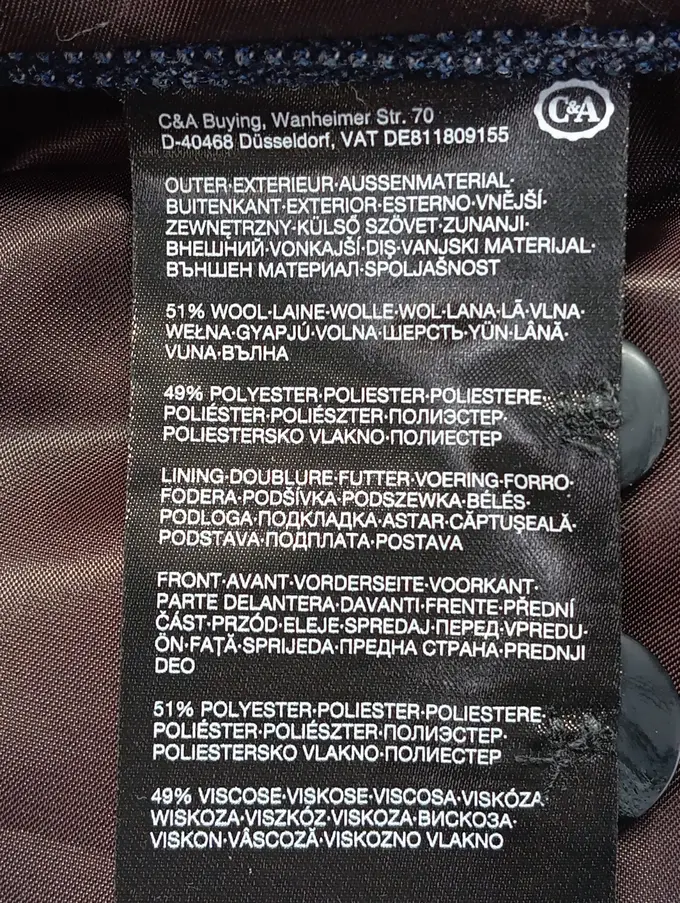 C&A Buying, Wanheimer Str. 70
D-40468 Düsseldorf, VAT DE811809155
C&A
OUTER·EXTERIEUR·AUSSENMATERIAL·
BUITENKANT·EXTERIOR·ESTERNO·VNĚJŠÍ·
ZEWNĘTRZNY·KÜLSŐ SZÖVET·ZUNANJI·
ВНЕШНИЙ·VONKAJŠÍ·DIŞ·VANJSKI MATERIJAL·
ВЪНШЕН МАТЕРИАЛ·SPOLJAŠNOST
51% WOOL·LAINE·WOLLE·WOL·LANA·LÃ·VLNA·
WEŁNA·GYAPJÚ·VOLNA·ШЕРСТЬ·YÜN·LÂNĂ·
VUNA·ВЪЛНА
49% POLYESTER·POLIESTER·POLIESTERE·
POLIÉSTER·POLIÉSZTER·ПОЛИЭСТЕР·
POLIESTERSKO VLAKNO·ПОЛИЕСТЕР
LINING·DOUBLURE·FUTTER·VOERING·FORRO·
FODERA·PODŠÍVKA·PODSZEWKA·BÉLÉS·
PODLOGA·ПОДКЛАДКА·ASTAR·CĂPTUŞEALĂ·
PODSTAVA·ПОДПЛАТА·POSTAVA
FRONT·AVANT·VORDERSEITE·VOORKANT·
PARTE DELANTERA·DAVANTI·FRENTE·PŘEDNÍ
ČÁST·PRZÓD·ELEJE·SPREDAJ·ПЕРЕД·VPREDU·
ÖN·FAŢĂ·SPRIJEDA·ПРЕДНА СТРАНА·PREDNJI
DEO
51% POLYESTER·POLIESTER·POLIESTERE·
POLIÉSTER·POLIÉSZTER·ПОЛИЭСТЕР·
POLIESTERSKO VLAKNO·ПОЛИЕСТЕР
49% VISCOSE·VISKOSE·VISCOSA·VISKÓZA·
WISKOZA·VISZKÓZ·VISKOZA·ВИСКОЗА·
VISKON·VÂSCOZĂ·VISKOZNO VLAKNO